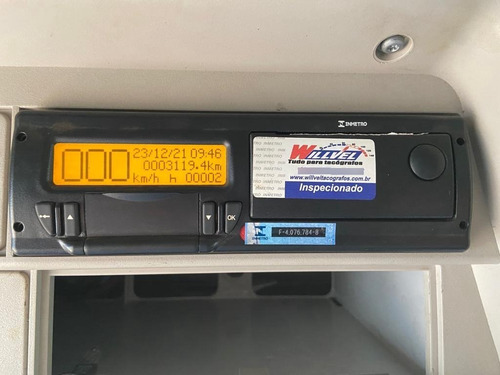 INMETRO
000
23/12/21 09:46
0003119.4Km
km/h h 00002
WILLVEL
Tudo para tacógrafos
www.willveltacografos.com.br
Inspecionado
OK
INMETRO
F-4.076.784-8